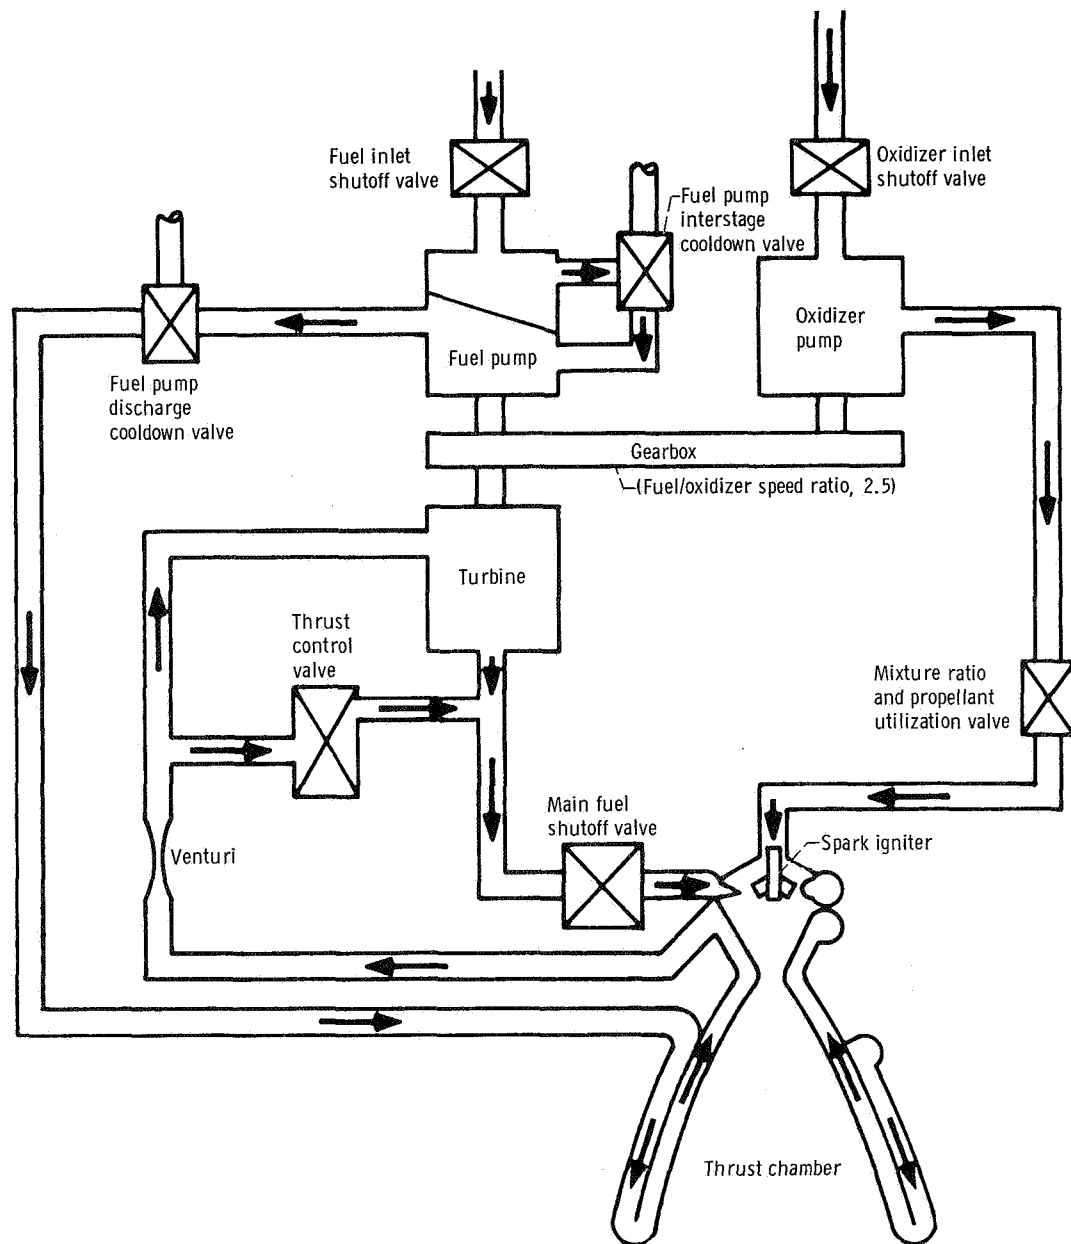 Fuel inlet
shutoff valve
Oxidizer inlet
shutoff valve
Fuel pump
interstage
cooldown valve
Oxidizer
pump
Fuel pump
Fuel pump
discharge
cooldown valve
Gearbox
(Fuel/oxidizer speed ratio, 2.5)
Turbine
Thrust
control
valve
Mixture ratio
and propellant
utilization valve
Main fuel
shutoff valve
Spark igniter
Venturi
Thrust chamber